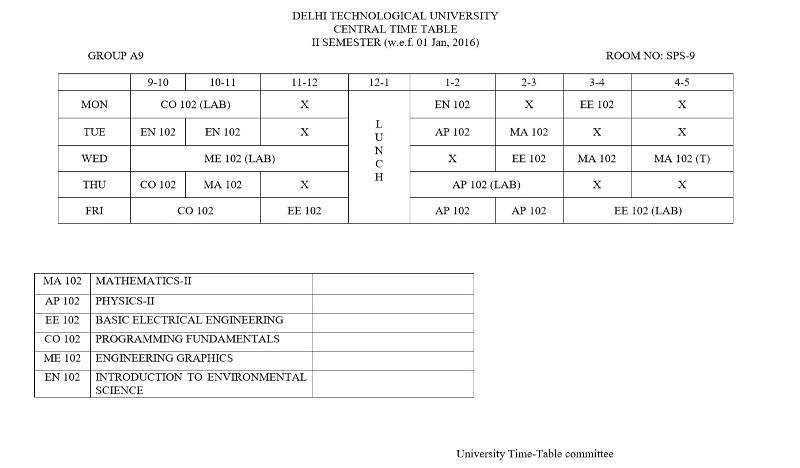 DELHI TECHNOLOGICAL UNIVERSITY
CENTRAL TIME TABLE
II SEMESTER (w.e.f. 01 Jan, 2016)
GROUP A9 ROOM NO: SPS-9
9-10 10-11 11-12 12-1 1-2 2-3 3-4 4-5
MON CO 102 (LAB) X LUNCH EN 102 X EE 102 X
TUE EN 102 EN 102 X AP 102 MA 102 X X
WED ME 102 (LAB) X EE 102 MA 102 MA 102 (T)
THU CO 102 MA 102 X AP 102 (LAB) X X
FRI CO 102 EE 102 AP 102 AP 102 EE 102 (LAB)
MA 102 MATHEMATICS-II
AP 102 PHYSICS-II
EE 102 BASIC ELECTRICAL ENGINEERING
CO 102 PROGRAMMING FUNDAMENTALS
ME 102 ENGINEERING GRAPHICS
EN 102 INTRODUCTION TO ENVIRONMENTAL
SCIENCE
University Time-Table committee